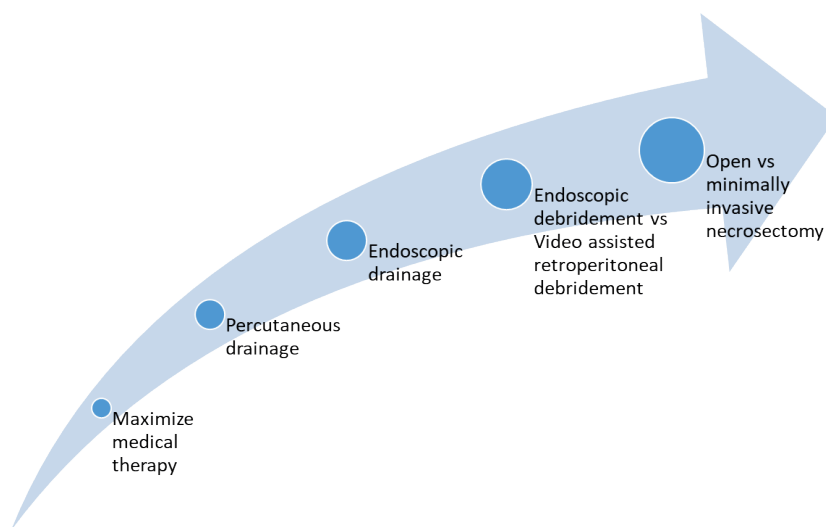 Maximize
medical
therapy
Percutaneous
drainage
Endoscopic
drainage
Endoscopic
debridement vs
Video assisted
retroperitoneal
debridement
Open vs
minimally
invasive
necrosectomy